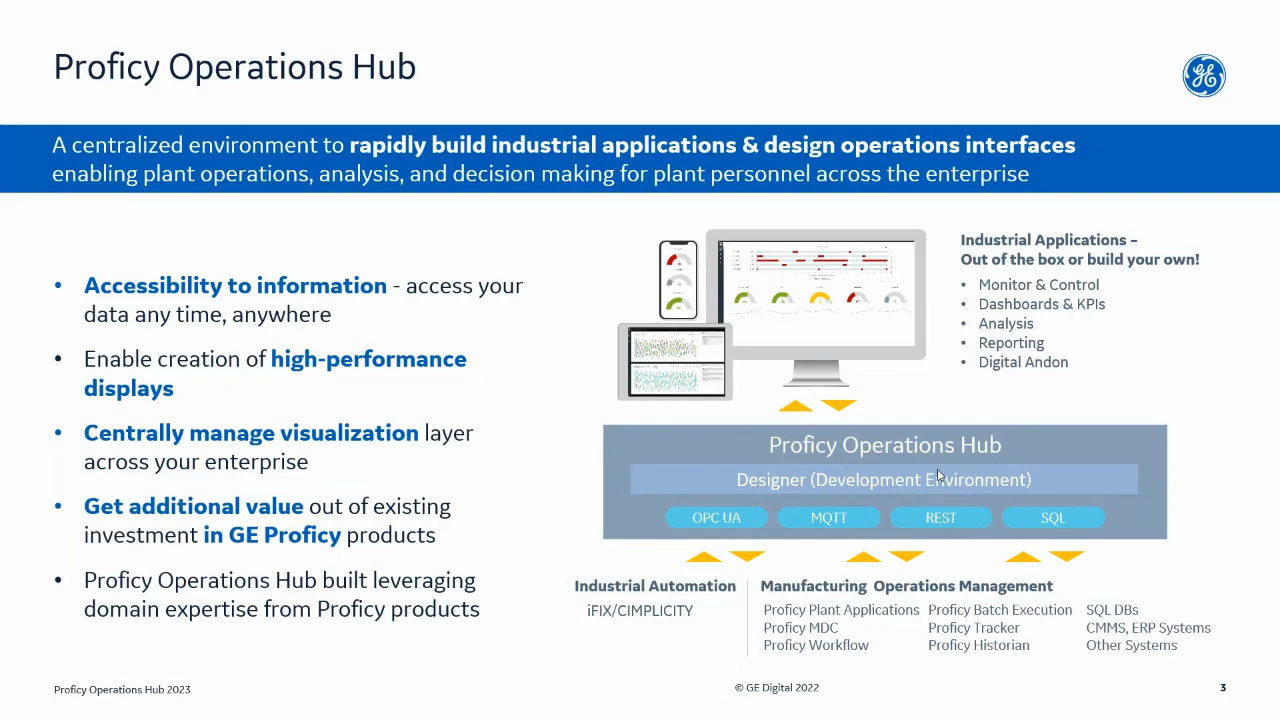 Proficy Operations Hub
A centralized environment to rapidly build industrial applications & design operations interfaces
enabling plant operations, analysis, and decision making for plant personnel across the enterprise
• Accessibility to information - access your
data any time, anywhere
• Enable creation of high-performance
displays
• Centrally manage visualization layer
across your enterprise
• Get additional value out of existing
investment in GE Proficy products
• Proficy Operations Hub built leveraging
domain expertise from Proficy products
Industrial Applications –
Out of the box or build your own!
• Monitor & Control
• Dashboards & KPIs
• Analysis
• Reporting
• Digital Andon
Proficy Operations Hub
Designer (Development Environment)
OPC UA MQTT REST SQL
Industrial Automation
iFIX/CIMPLICITY
Manufacturing Operations Management
Proficy Plant Applications Proficy Batch Execution SQL DBs
Proficy MDC Proficy Tracker CMMS, ERP Systems
Proficy Workflow Proficy Historian Other Systems
Proficy Operations Hub 2023
© GE Digital 2022
3